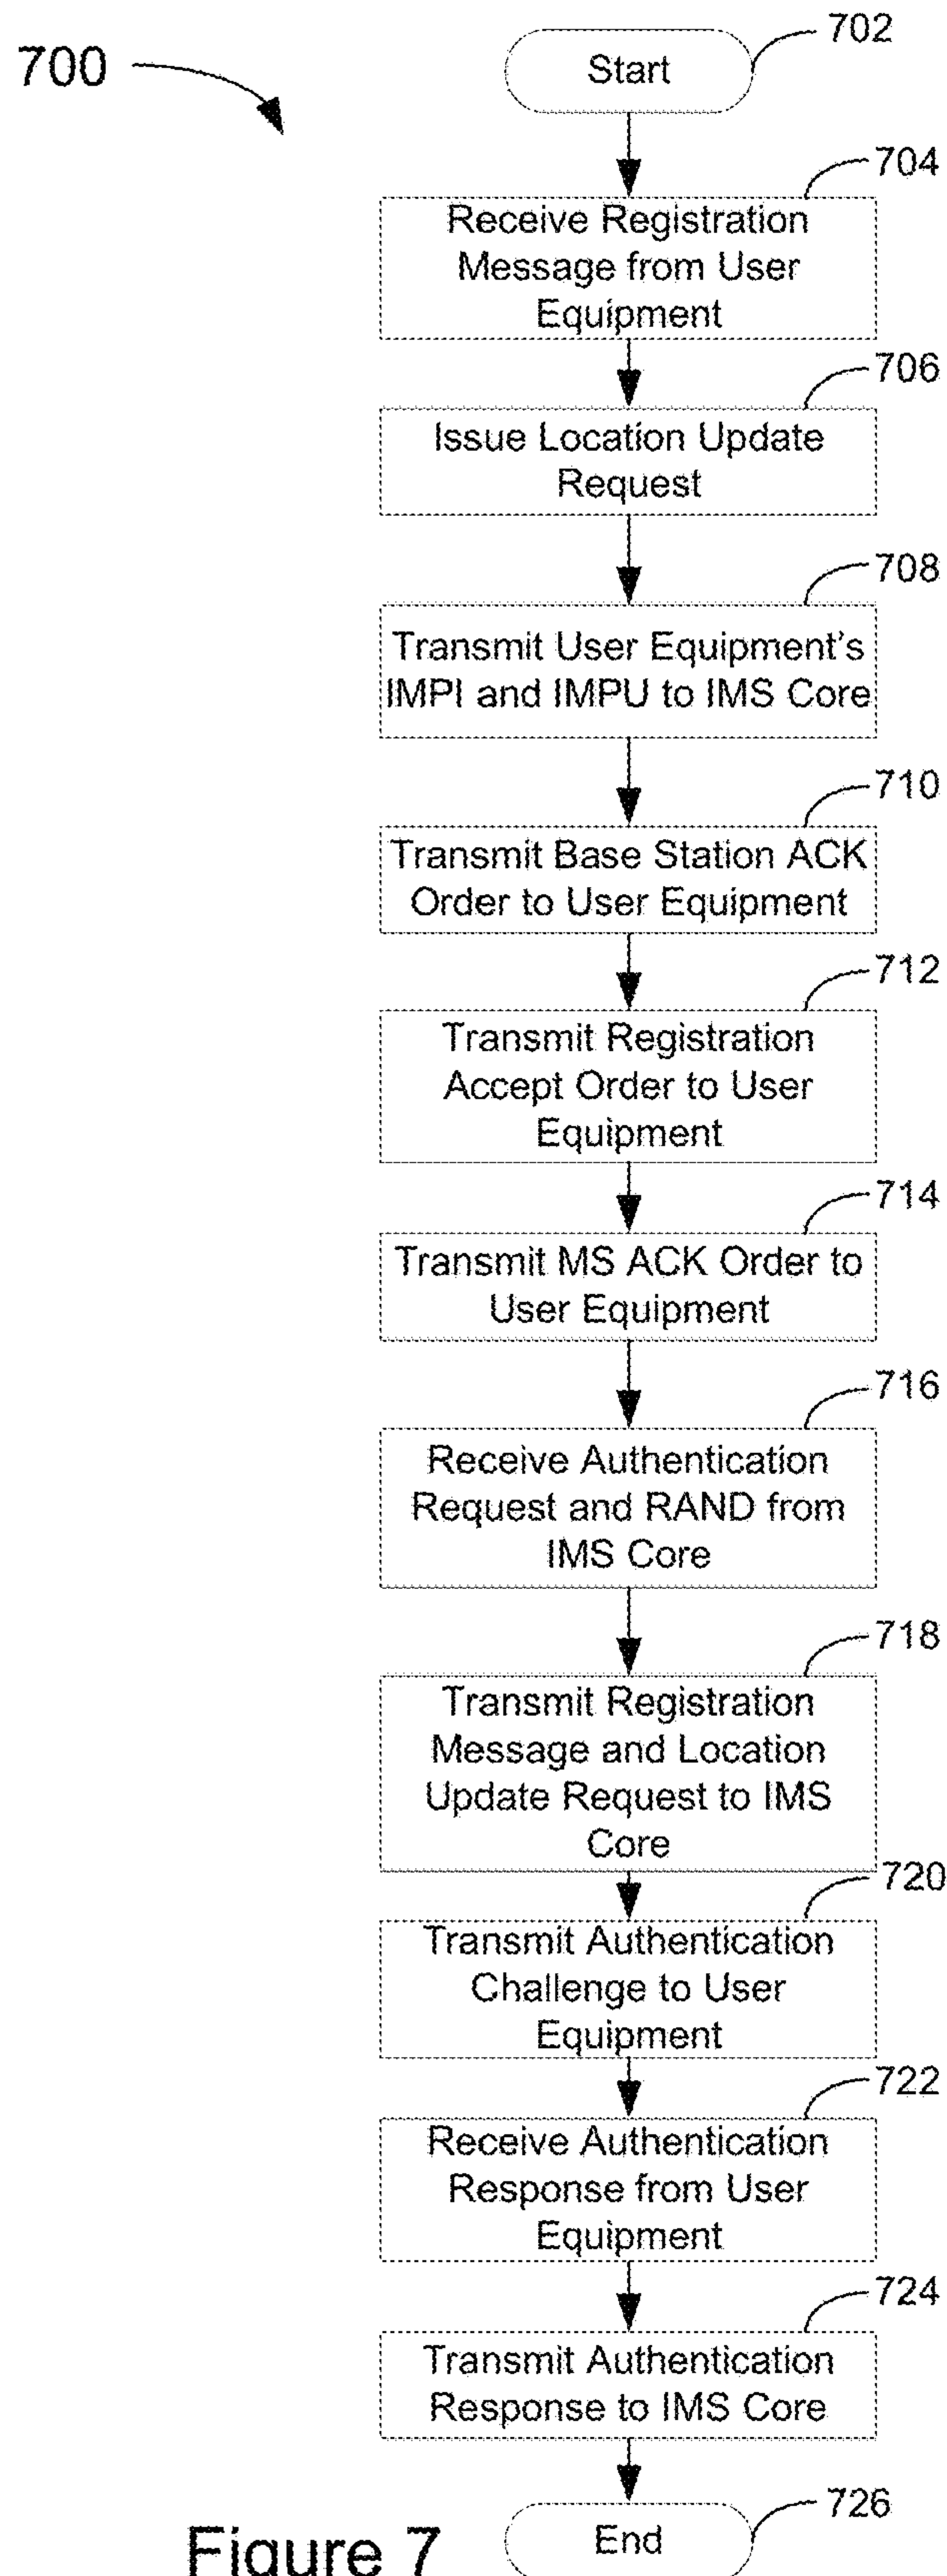 700
702
Start
704
Receive Registration
Message from User
Equipment
706
Issue Location Update
Request
708
Transmit User Equipment's
IMPI and IMPU to IMS Core
710
Transmit Base Station ACK
Order to User Equipment
712
Transmit Registration
Accept Order to User
Equipment
714
Transmit MS ACK Order to
User Equipment
716
Receive Authentication
Request and RAND from
IMS Core
718
Transmit Registration
Message and Location
Update Request to IMS
Core
720
Transmit Authentication
Challenge to User
Equipment
722
Receive Authentication
Response from User
Equipment
724
Transmit Authentication
Response to IMS Core
726
End
Figure 7